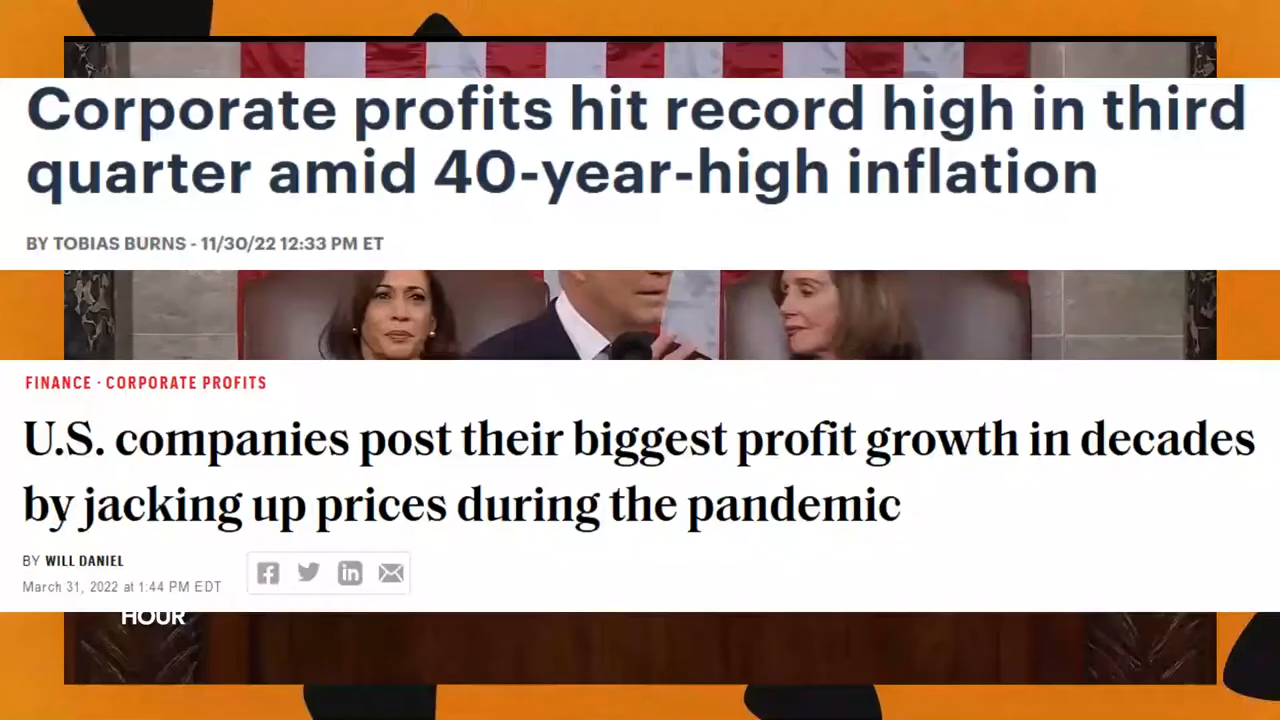 Corporate profits hit record high in third
quarter amid 40-year-high inflation
BY TOBIAS BURNS - 11/30/22 12:33 PM ET
FINANCE · CORPORATE PROFITS
U.S. companies post their biggest profit growth in decades
by jacking up prices during the pandemic
BY WILL DANIEL
March 31, 2022 at 1:44 PM EDT
HOUR